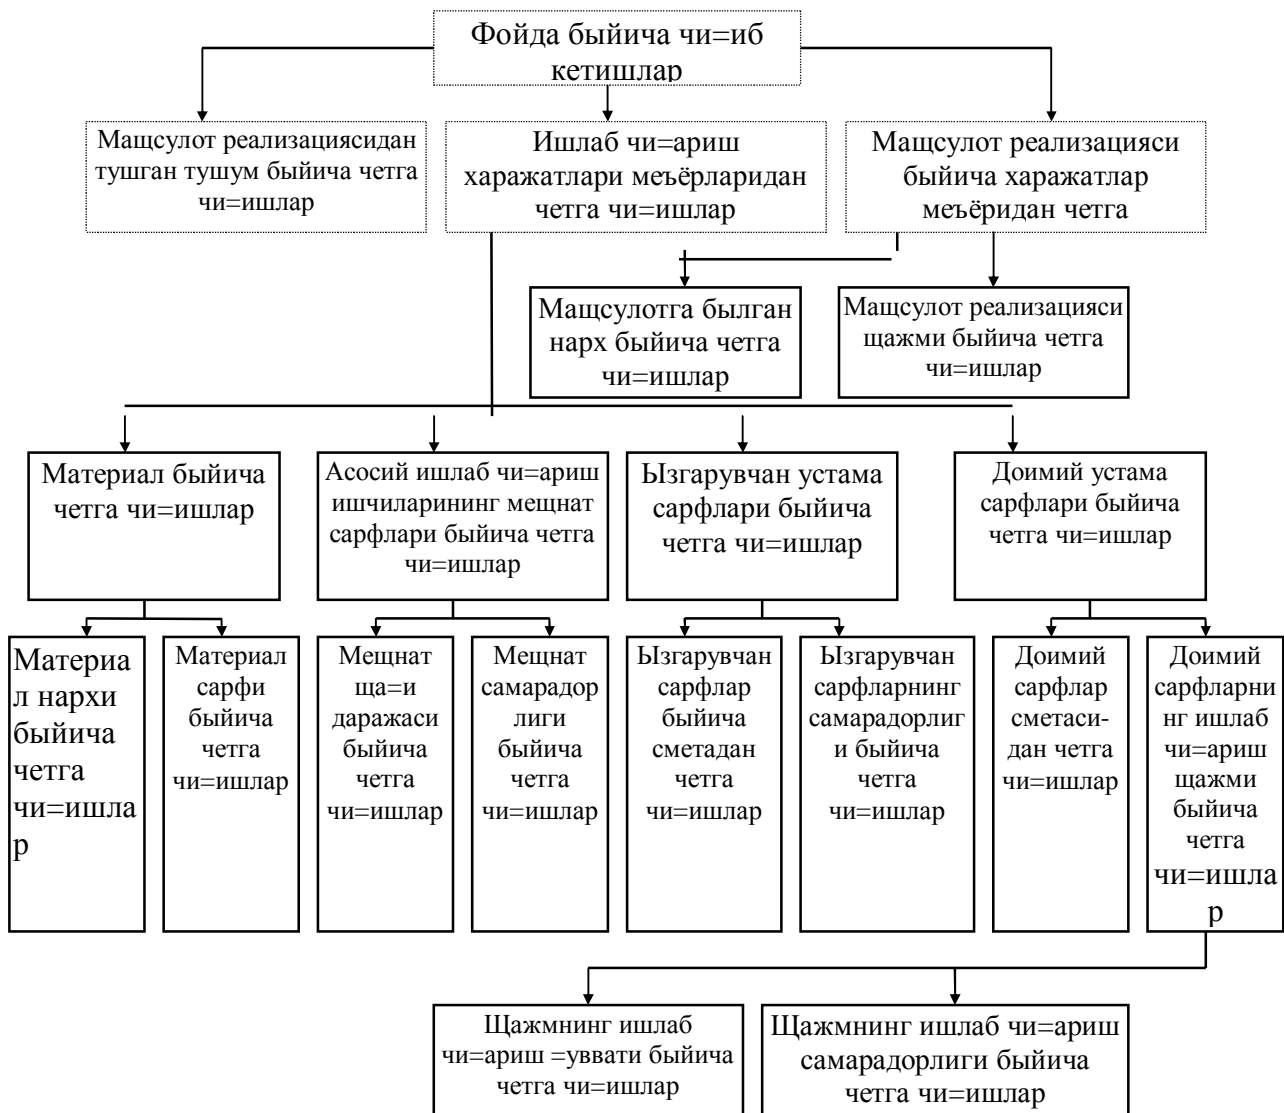 Фойда быйича чи=иб
кетишлар
Мащсулот реализациясидан
тушган тушум быйича четга
чи=ишлар
Ишлаб чи=ариш
харажатлари меъёрларидан
четга чи=ишлар
Мащсулот реализацияси
быйича харажатлар
меъёридан четга
Мащсулотга былган
нарх быйича четга
чи=ишлар
Мащсулот реализацияси
щажми быйича четга
чи=ишлар
Материал быйича
четга чи=ишлар
Асосий ишлаб чи=ариш
ишчиларининг мещнат
сарфлари быйича четга
чи=ишлар
Ызгарувчан устама
сарфлари быйича
четга чи=ишлар
Доимий устама
сарфлари быйича
четга чи=ишлар
Материа
л нархи
быйича
четга
чи=ишла
р
Материал
сарфи
быйича
четга
чи=ишлар
Мещнат
ща=и
даражаси
быйича
четга
чи=ишлар
Мещнат
самарадор
лиги
быйича
четга
чи=ишлар
Ызгарувчан
сарфлар
быйича
сметадан
четга
чи=ишлар
Ызгарувчан
сарфларнинг
самарадорлиг
и быйича
четга
чи=ишлар
Доимий
сарфлар
сметаси-
дан четга
чи=ишлар
Доимий
сарфларни
нг ишлаб
чи=ариш
щажми
быйича
четга
чи=ишла
р
Щажмнинг ишлаб
чи=ариш =уввати быйича
четга чи=ишлар
Щажмнинг ишлаб чи=ариш
самарадорлиги быйича
четга чи=ишлар